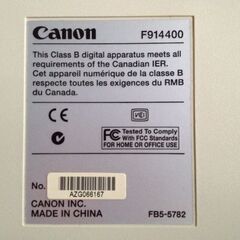 Canon F914400
This Class B digital apparatus meets all
requirements of the Canadian IER.
Cet appareil numérique de la classe B
respecte toutes les exigences du RMB
du Canada.
CE FC Tested To Comply
With FCC Standards
FOR HOME OR OFFICE USE
No.
AZG066167
CANON INC.
MADE IN CHINA FB5-5782